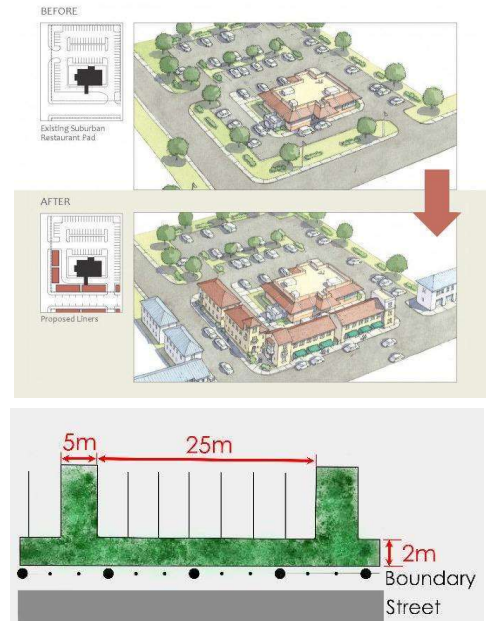 BEFORE
Existing Suburban
Restaurant Pad
AFTER
Proposed Liners
5m
25m
2m
Boundary
Street